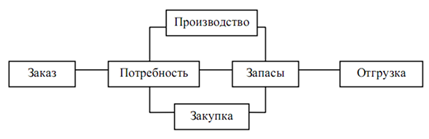 Производство
Заказ
Потребность
Запасы
Отгрузка
Закупка